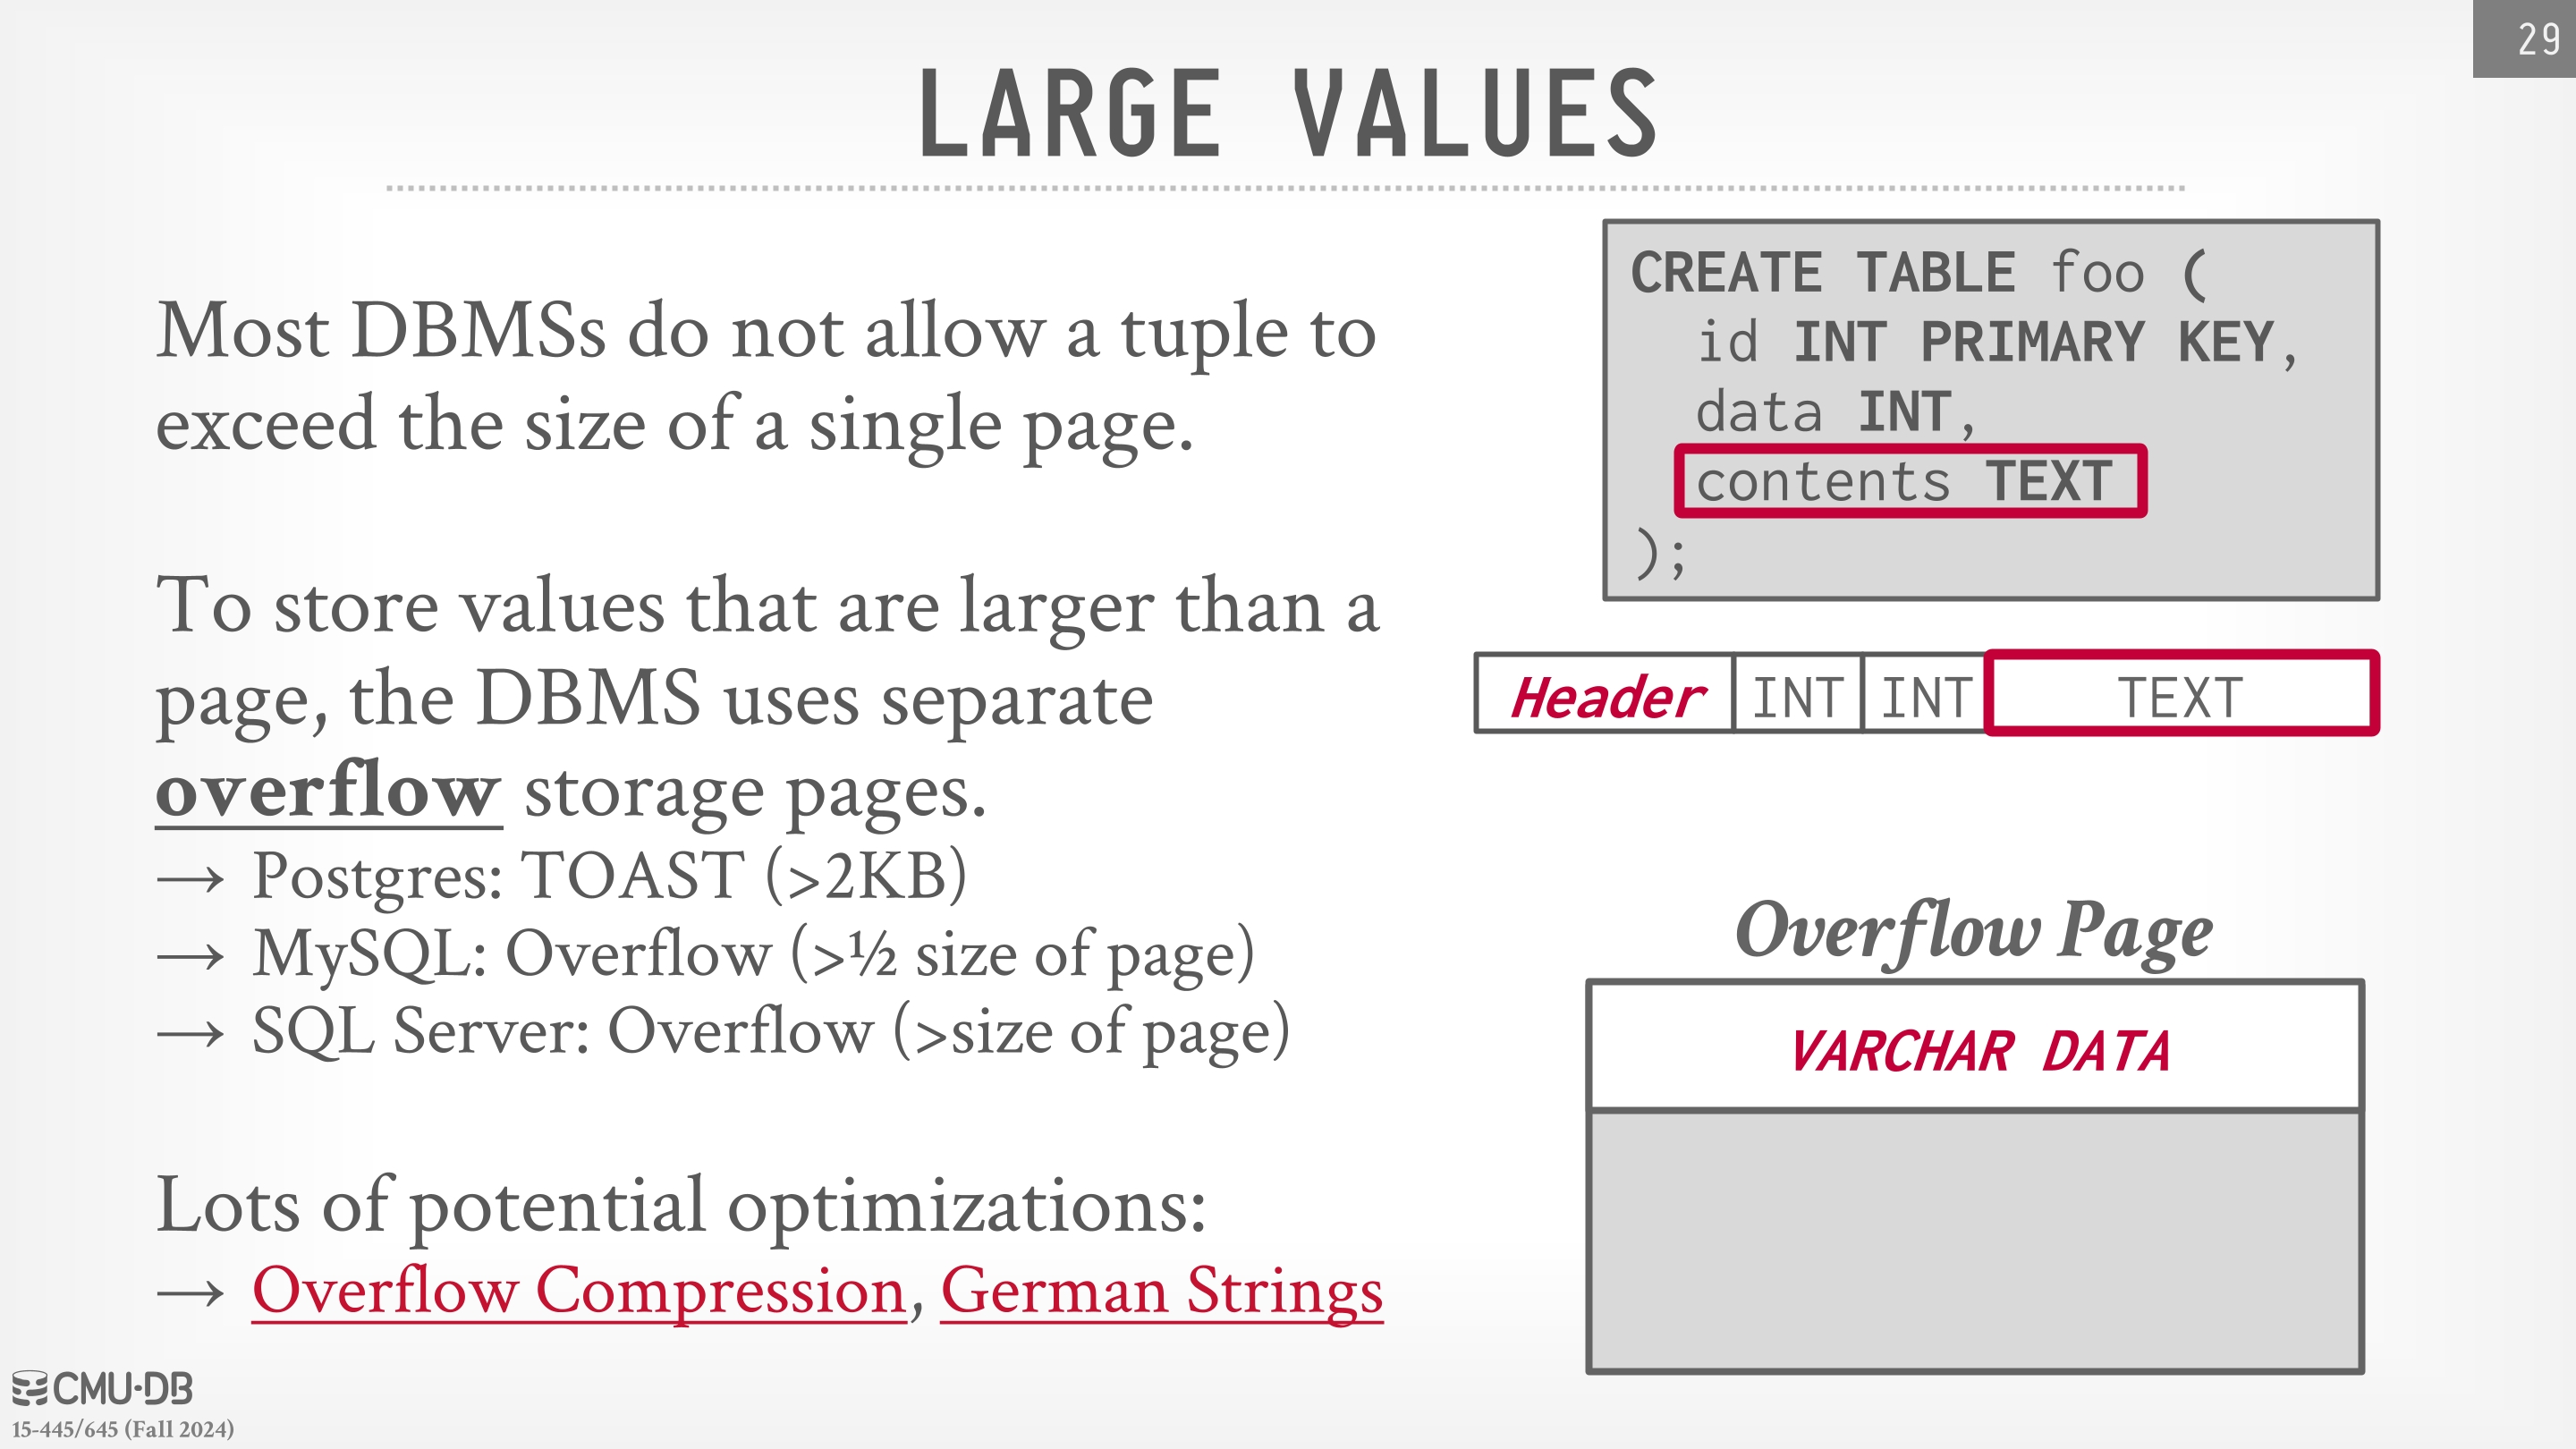 29
LARGE VALUES
Most DBMSs do not allow a tuple to
exceed the size of a single page.
To store values that are larger than a
page, the DBMS uses separate
overflow storage pages.
→ Postgres: TOAST (>2KB)
→ MySQL: Overflow (>½ size of page)
→ SQL Server: Overflow (>size of page)
Lots of potential optimizations:
→ Overflow Compression, German Strings
CREATE TABLE foo (
id INT PRIMARY KEY,
data INT,
contents TEXT
);
Header INT INT TEXT
Overflow Page
VARCHAR DATA
CMU·DB
15-445/645 (Fall 2024)